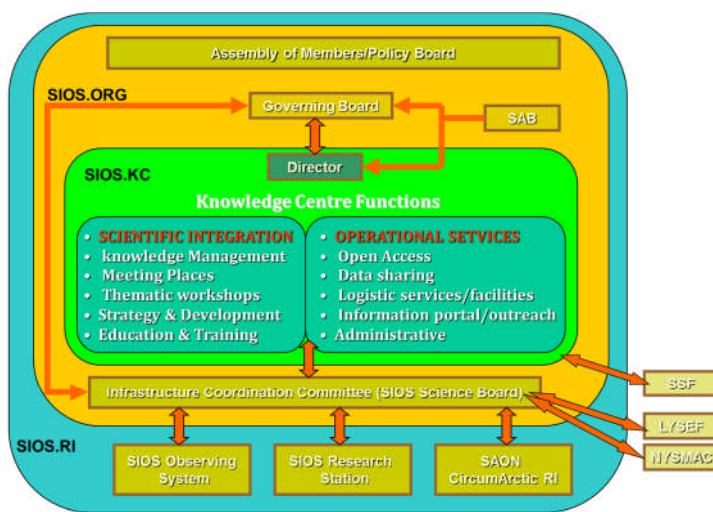 Assembly of Members/Policy Board
SIOS.ORG
Governing Board
SAB
Director
SIOS.KC
Knowledge Centre Functions
• SCIENTIFIC INTEGRATION
• knowledge Management
• Meeting Places
• Thematic workshops
• Strategy & Development
• Education & Training
• OPERATIONAL SETVICES
• Open Access
• Data sharing
• Logistic services/facilities
• Information portal/outreach
• Administrative
Infrastructure Coordination Committee (SIOS Science Board)
SSF
LYSEF
NYSMAC
SIOS.RI
SIOS Observing
System
SIOS Research
Station
SAON
CircumArctic RI